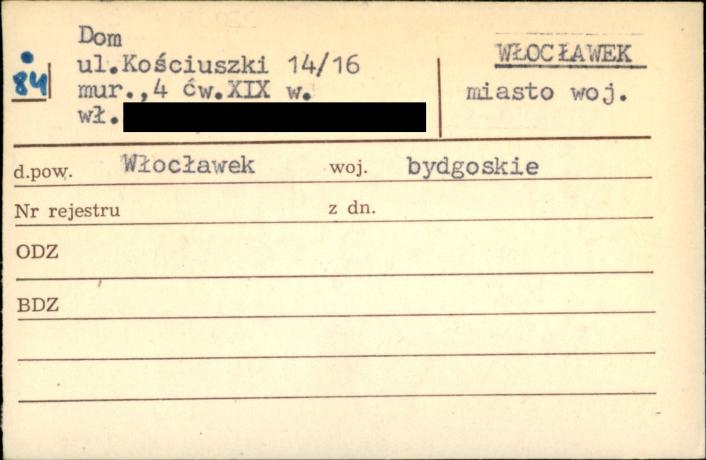 Dom
ul.Kościuszki 14/16
mur.,4 ćw.XIX w.
wł.
84
WŁOCŁAWEK
miasto woj.
d.pow. Włocławek woj. bydgoskie
Nr rejestru z dn.
ODZ
BDZ